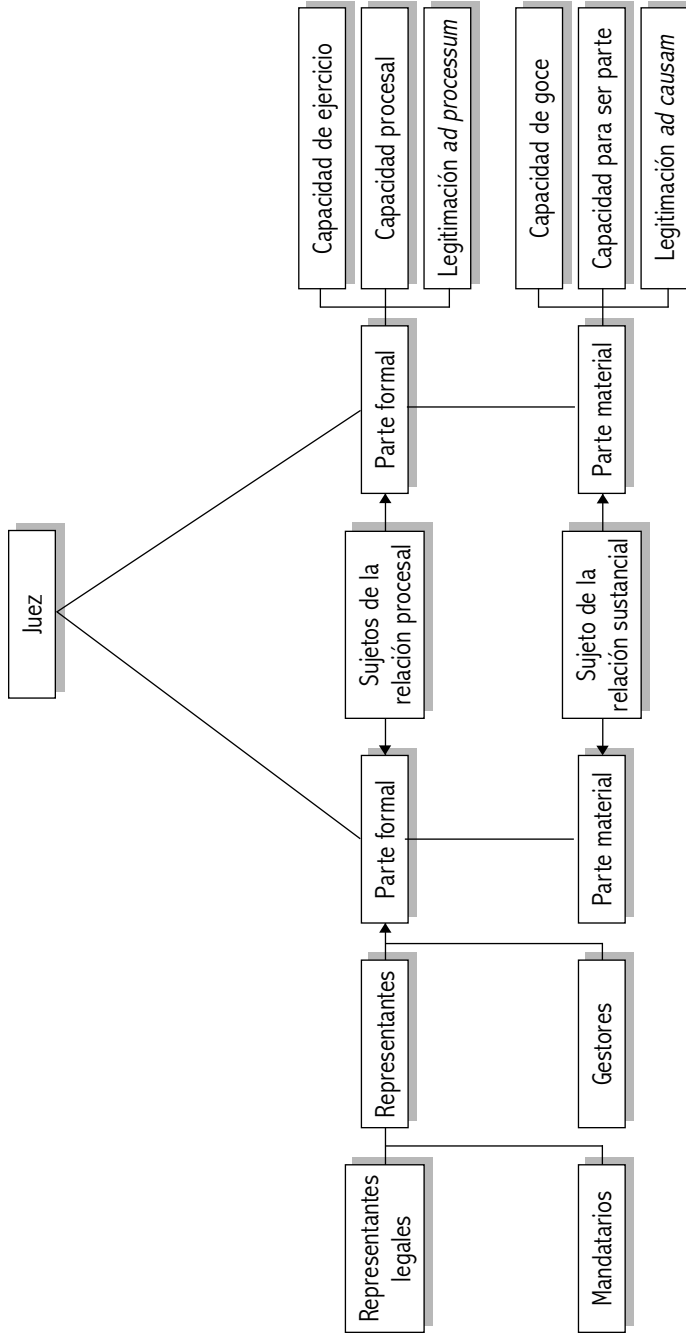 Juez
Representantes
legales
Representantes
Parte formal
Sujetos de la
relación procesal
Parte formal
Capacidad de ejercicio
Capacidad procesal
Legitimación ad processum
Mandatarios
Gestores
Parte material
Sujeto de la
relación sustancial
Parte material
Capacidad de goce
Capacidad para ser parte
Legitimación ad causam